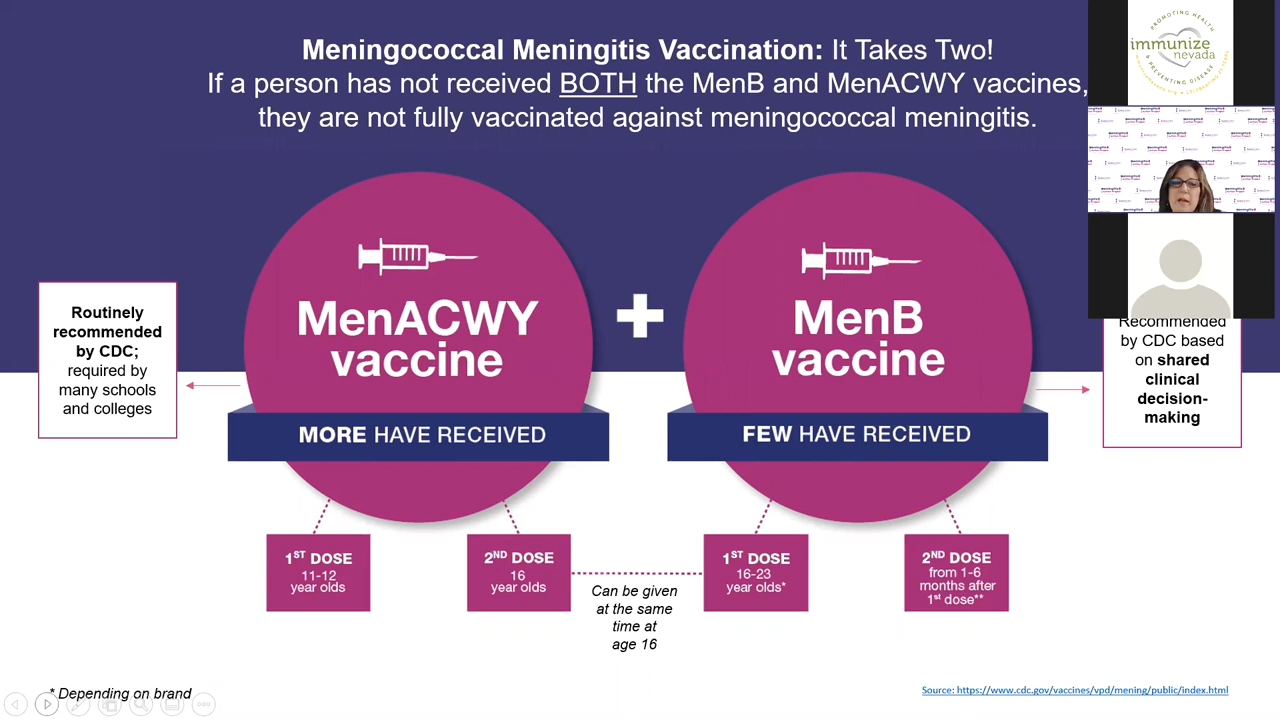 Meningococcal Meningitis Vaccination: It Takes Two!
If a person has not received BOTH the MenB and MenACWY vaccines,
they are not fully vaccinated against meningococcal meningitis.
PROMOTING HEALTH
immunize
nevada
& PREVENTING DISEASE
Routinely
recommended
by CDC;
required by
many schools
and colleges
MenACWY
vaccine
MORE HAVE RECEIVED
1ST DOSE
11-12
year olds
2ND DOSE
16
year olds
Can be given
at the same
time at
age 16
MenB
vaccine
FEW HAVE RECEIVED
1ST DOSE
16-23
year olds*
2ND DOSE
from 1-6
months after
1st dose**
Recommended
by CDC based
on shared
clinical
decision-
making
* Depending on brand
Source: https://www.cdc.gov/vaccines/vpd/mening/public/index.html